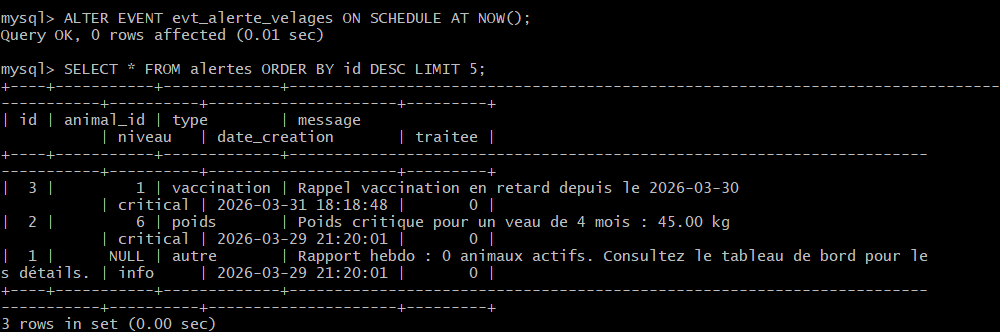 mysql> ALTER EVENT evt_alerte_velages ON SCHEDULE AT NOW();
Query OK, 0 rows affected (0.01 sec)
mysql> SELECT * FROM alertes ORDER BY id DESC LIMIT 5;
+----+-----------+-------------+-----------------------------------------------------------------------
----------+----------+---------------------+---------+
| id | animal_id | type        | message
          | niveau   | date_creation       | traitee |
+----+-----------+-------------+----------------------------------------------------------------
----------+----------+---------------------+---------+
|  3 |         1 | vaccination | Rappel vaccination en retard depuis le 2026-03-30
          | critical | 2026-03-31 18:18:48 |       0 |
|  2 |         6 | poids       | Poids critique pour un veau de 4 mois : 45.00 kg
          | critical | 2026-03-29 21:20:01 |       0 |
|  1 |      NULL | autre       | Rapport hebdo : 0 animaux actifs. Consultez le tableau de bord pour le
s détails. | info     | 2026-03-29 21:20:01 |       0 |
+----+-----------+-------------+----------------------------------------------------------------
----------+----------+---------------------+---------+
3 rows in set (0.00 sec)